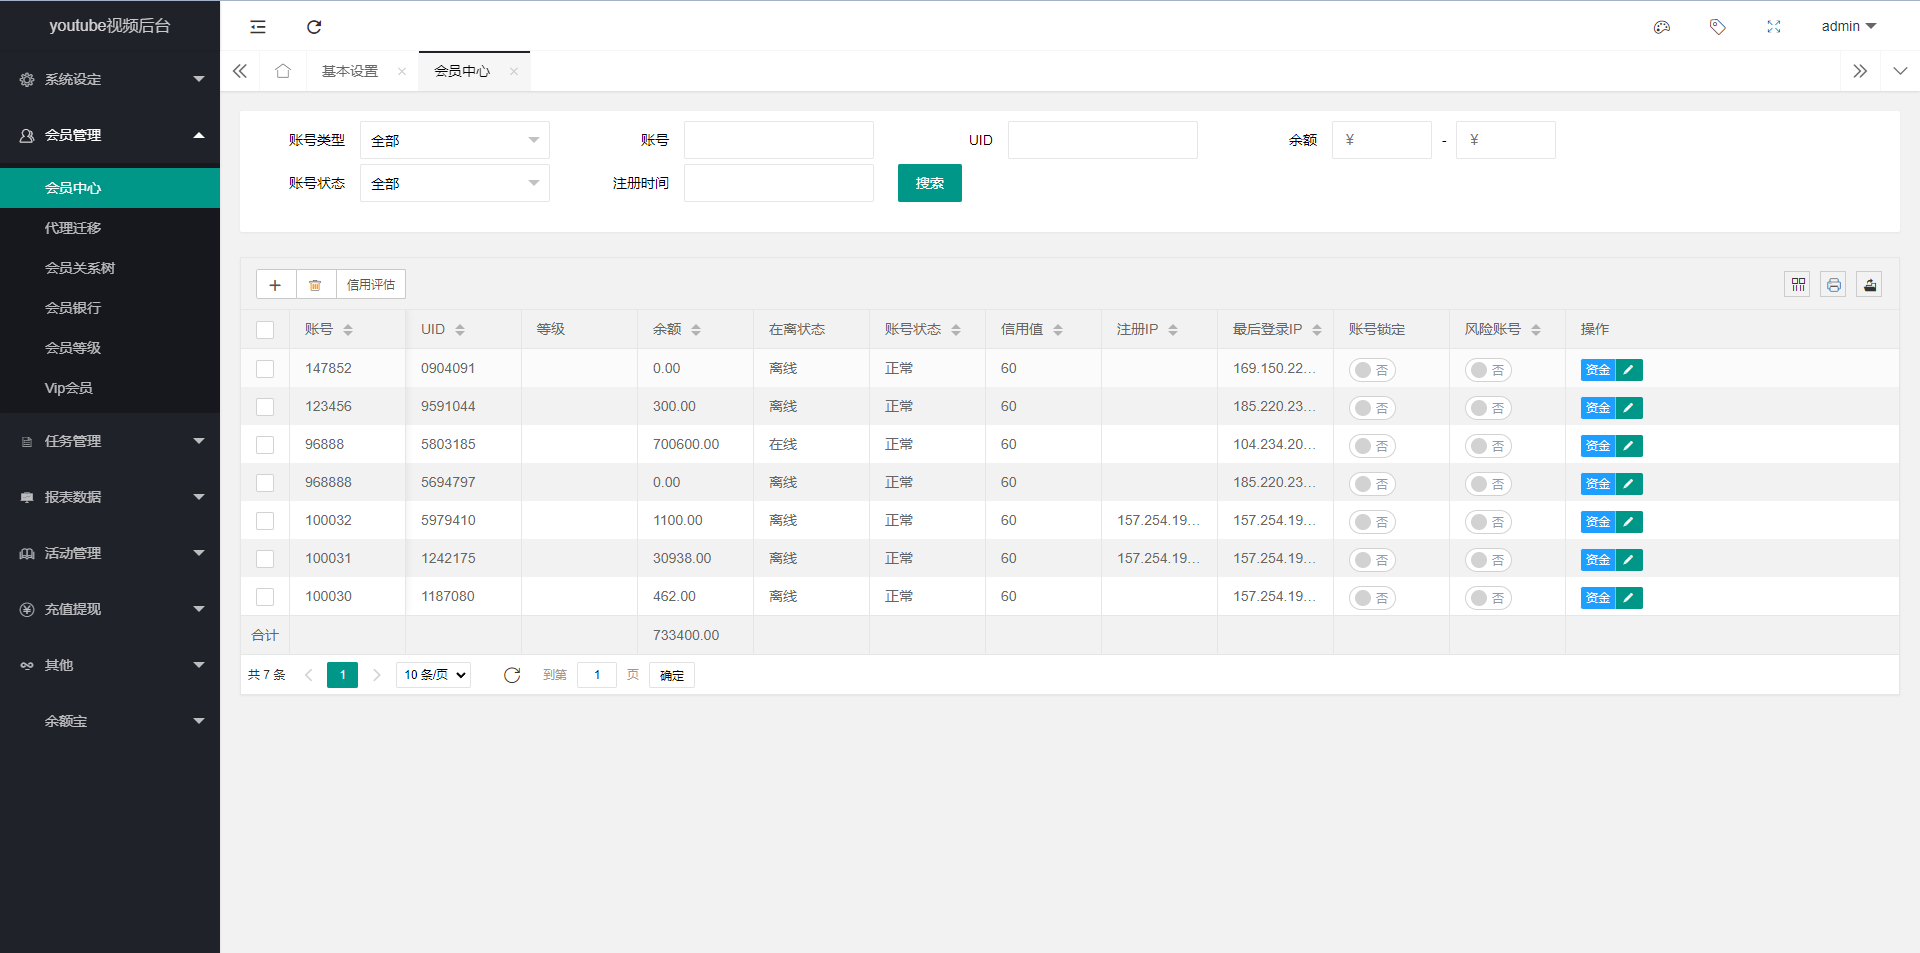 youtube视频后台
admin
系统设定
基本设置
会员中心
会员管理
账号类型
全部
账号
UID
余额
¥
-
¥
账号状态
全部
注册时间
搜索
会员中心
代理迁移
会员关系树
会员银行
会员等级
Vip会员
任务管理
报表数据
活动管理
充值提现
其他
余额宝
信用评估
账号 UID 等级 余额 在离状态 账号状态 信用值 注册IP 最后登录IP 账号锁定 风险账号 操作
147852 0904091 0.00 离线 正常 60 169.150.22... 否 否 资金
123456 9591044 300.00 离线 正常 60 185.220.23... 否 否 资金
96888 5803185 700600.00 在线 正常 60 104.234.20... 否 否 资金
968888 5694797 0.00 离线 正常 60 185.220.23... 否 否 资金
100032 5979410 1100.00 离线 正常 60 157.254.19... 157.254.19... 否 否 资金
100031 1242175 30938.00 离线 正常 60 157.254.19... 157.254.19... 否 否 资金
100030 1187080 462.00 离线 正常 60 157.254.19... 否 否 资金
合计 733400.00
共 7 条 1 10 条/页 到第 1 页 确定